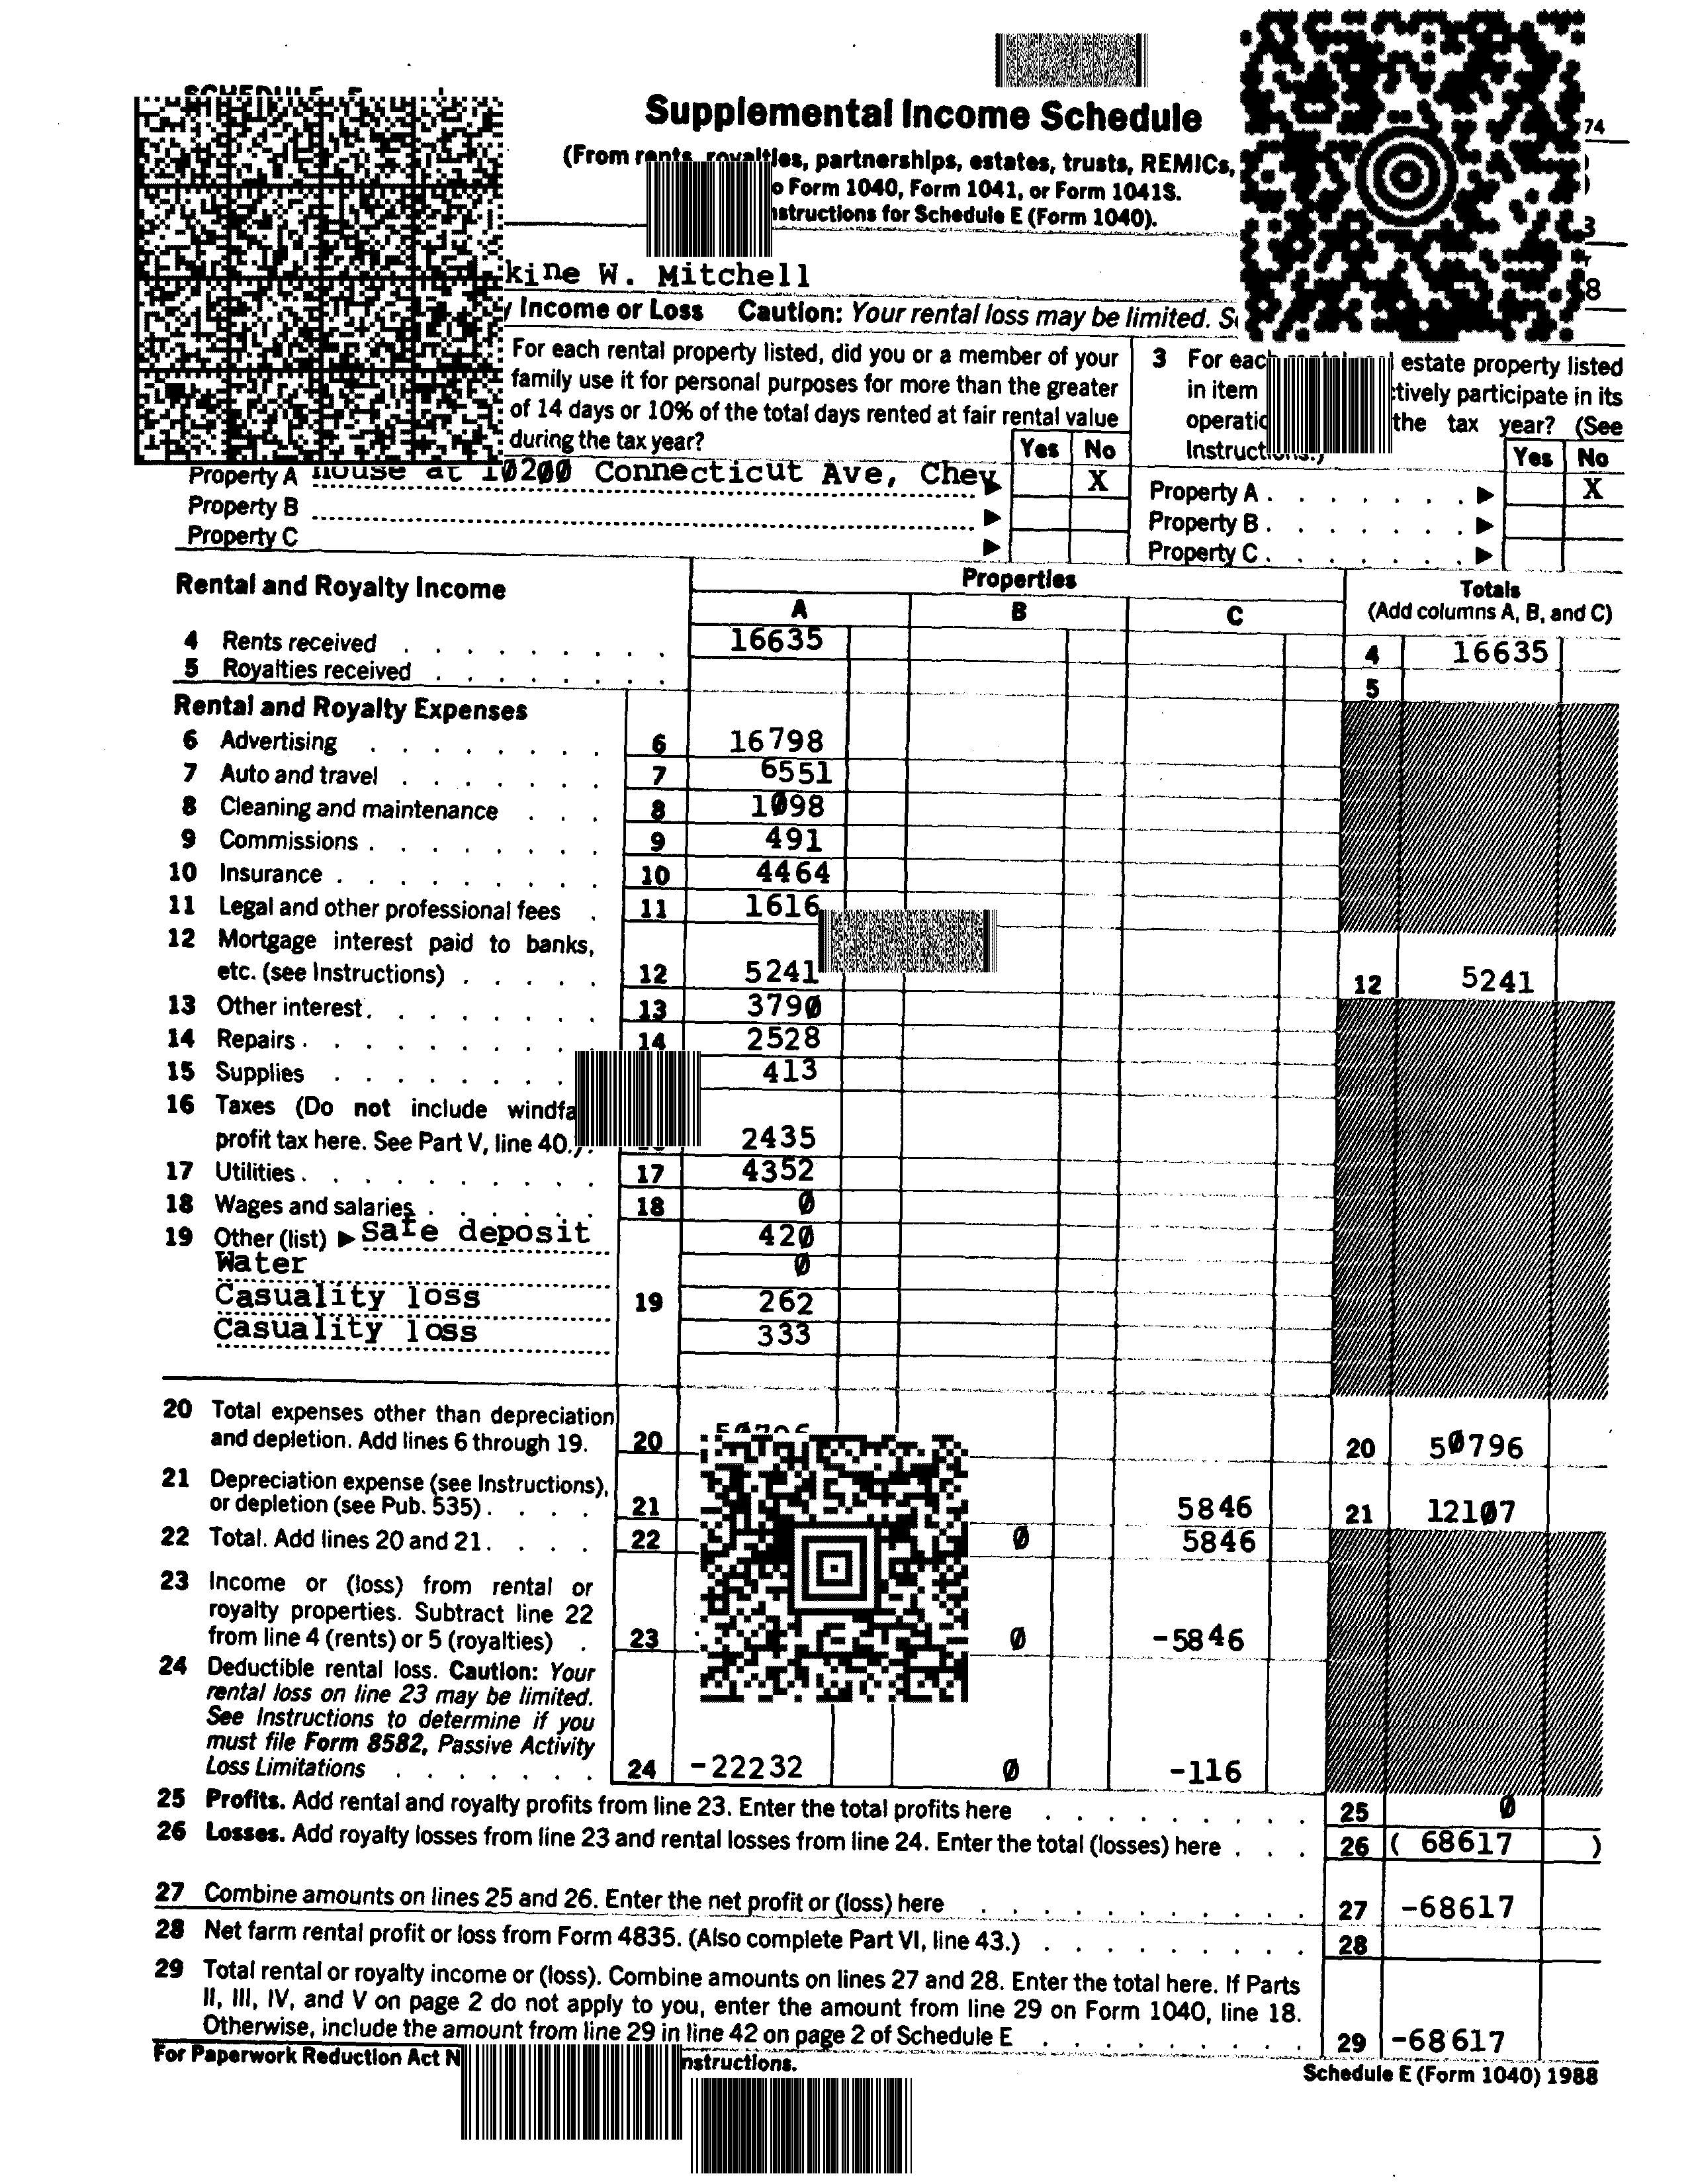 Supplemental Income Schedule
(From rents, royalties, partnerships, estates, trusts, REMICs,
o Form 1040, Form 1041, or Form 1041S.
nstructions for Schedule E (Form 1040).
74
3
8
kine W. Mitchell
y Income or Loss Caution: Your rental loss may be limited.
For each rental property listed, did you or a member of your
family use it for personal purposes for more than the greater
of 14 days or 10% of the total days rented at fair rental value
during the tax year?
Yes No
3 For each estate property listed
in item tively participate in its
operatio the tax year? (See
Instructions.)
Yes No
Property A House at 10200 Connecticut Ave, Chev X
Property B
Property C
Property A . . . . . . . X
Property B . . . . . . .
Property C . . . . . . .
Rental and Royalty Income
Properties
A B C
Totals
(Add columns A, B, and C)
4 Rents received . . . . . . . . . 16635 4 16635
5 Royalties received . . . . . . . . 5
Rental and Royalty Expenses
6 Advertising . . . . . . . . 6 16798
7 Auto and travel . . . . . . . 7 6551
8 Cleaning and maintenance . . . 8 1098
9 Commissions . . . . . . . . 9 491
10 Insurance . . . . . . . . . 10 4464
11 Legal and other professional fees . 11 1616
12 Mortgage interest paid to banks,
etc. (see Instructions) . . . . . 12 5241 12 5241
13 Other interest . . . . . . . . 13 3790
14 Repairs . . . . . . . . . . 14 2528
15 Supplies . . . . . . . . 413
16 Taxes (Do not include windfa
profit tax here. See Part V, line 40.) . 2435
17 Utilities . . . . . . . . . . 17 4352
18 Wages and salaries . . . . . . 18 0
19 Other (list) ▶ Safe deposit 420
Water 0
Casuality loss 19 262
Casuality loss 333
20 Total expenses other than depreciation
and depletion. Add lines 6 through 19. 20 50796 20 50796
21 Depreciation expense (see Instructions),
or depletion (see Pub. 535) . . . . 21 5846 21 12107
22 Total. Add lines 20 and 21 . . . . 22 0 5846
23 Income or (loss) from rental or
royalty properties. Subtract line 22
from line 4 (rents) or 5 (royalties) . 23 0 -5846
24 Deductible rental loss. Caution: Your
rental loss on line 23 may be limited.
See Instructions to determine if you
must file Form 8582, Passive Activity
Loss Limitations . . . . . . . 24 -22232 0 -116
25 Profits. Add rental and royalty profits from line 23. Enter the total profits here . . . . . . . . 25 0
26 Losses. Add royalty losses from line 23 and rental losses from line 24. Enter the total (losses) here . . . 26 ( 68617 )
27 Combine amounts on lines 25 and 26. Enter the net profit or (loss) here . . . . . . . . . . . 27 -68617
28 Net farm rental profit or loss from Form 4835. (Also complete Part VI, line 43.) . . . . . . . . . 28
29 Total rental or royalty income or (loss). Combine amounts on lines 27 and 28. Enter the total here. If Parts
II, III, IV, and V on page 2 do not apply to you, enter the amount from line 29 on Form 1040, line 18.
Otherwise, include the amount from line 29 in line 42 on page 2 of Schedule E . . . . . . . . . 29 -68617
For Paperwork Reduction Act N nstructions.
Schedule E (Form 1040) 1988